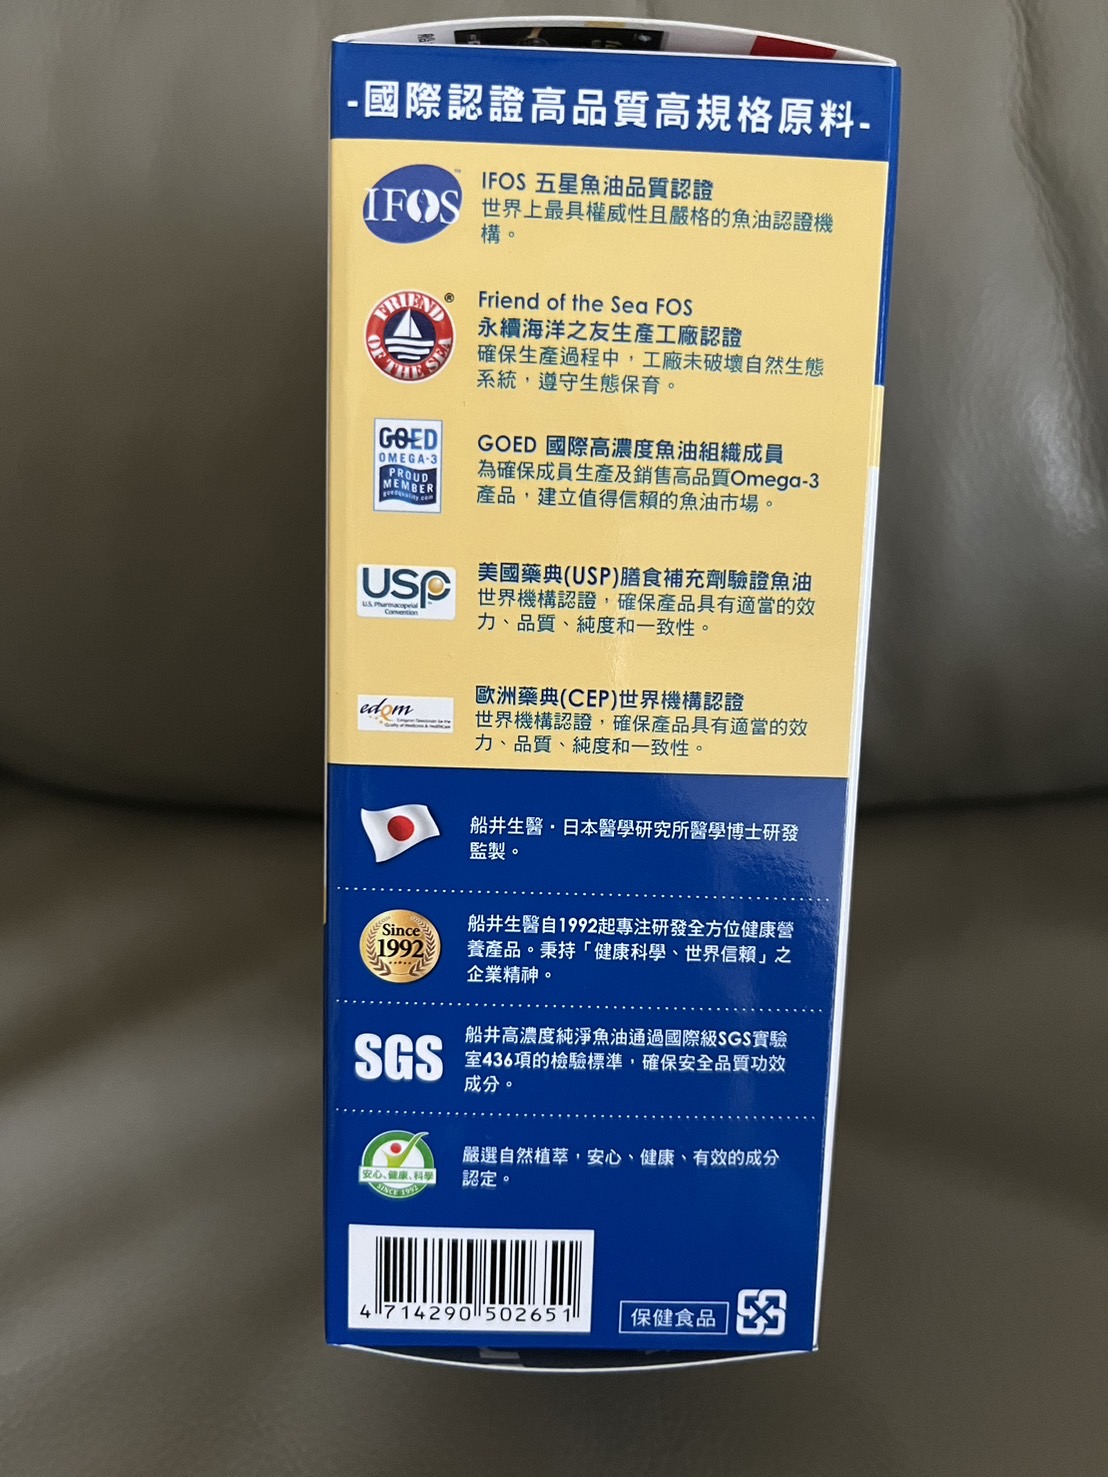 -國際認證高品質高規格原料-
IFOS
IFOS 五星魚油品質認證
世界上最具權威性且嚴格的魚油認證機
構。
FRIEND OF THE SEA
®
Friend of the Sea FOS
永續海洋之友生產工廠認證
確保生產過程中，工廠未破壞自然生態
系統，遵守生態保育。
GOED
OMEGA-3
PROUD
MEMBER
goedquality.com
GOED 國際高濃度魚油組織成員
為確保成員生產及銷售高品質Omega-3
產品，建立值得信賴的魚油市場。
USP
U.S. Pharmacopeial
Convention
美國藥典(USP)膳食補充劑驗證魚油
世界機構認證，確保產品具有適當的效
力、品質、純度和一致性。
edqm
European Directorate for the
Quality of Medicines & HealthCare
歐洲藥典(CEP)世界機構認證
世界機構認證，確保產品具有適當的效
力、品質、純度和一致性。
船井生醫・日本醫學研究所醫學博士研發
監製。
Since
1992
船井生醫自1992起專注研發全方位健康營
養產品。秉持「健康科學、世界信賴」之
企業精神。
SGS
船井高濃度純淨魚油通過國際級SGS實驗
室436項的檢驗標準，確保安全品質功效
成分。
安心、健康、科學
SINCE 1992
嚴選自然植萃，安心、健康、有效的成分
認定。
4 714290 502651
保健食品